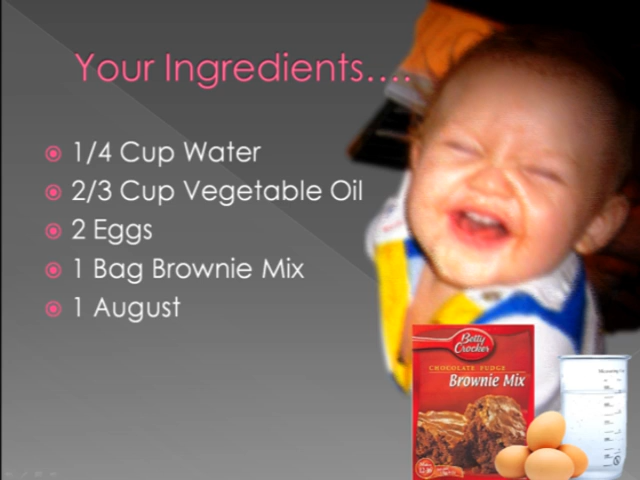 Your Ingredients....
1/4 Cup Water
2/3 Cup Vegetable Oil
2 Eggs
1 Bag Brownie Mix
1 August
Betty
Crocker
CHOCOLATE FUDGE
Brownie Mix